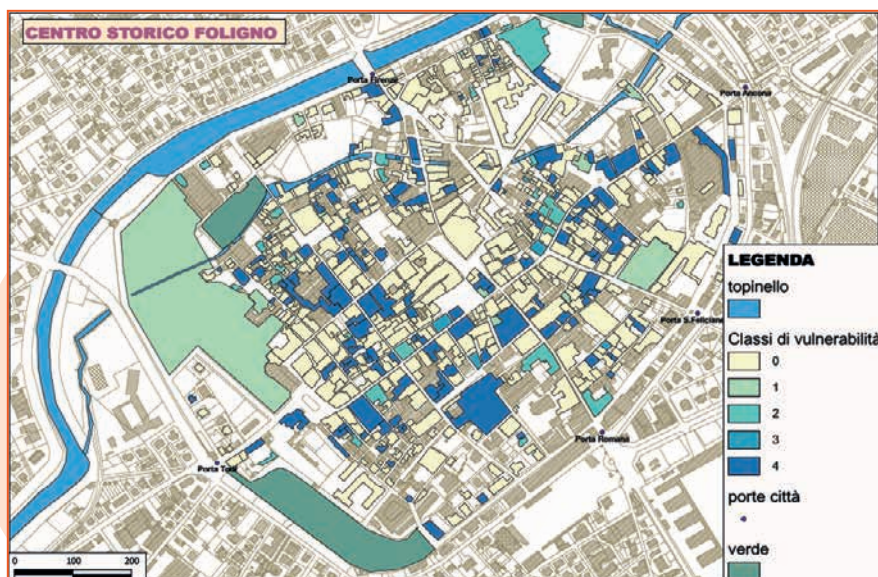 CENTRO STORICO FOLIGNO
Porta Firenze
Porta Ancona
Porta S.Feliciano
Porta Romana
Porta Todi
LEGENDA
topinello
Classi di vulnerabilità
0
1
2
3
4
porte città
verde
0 100 200